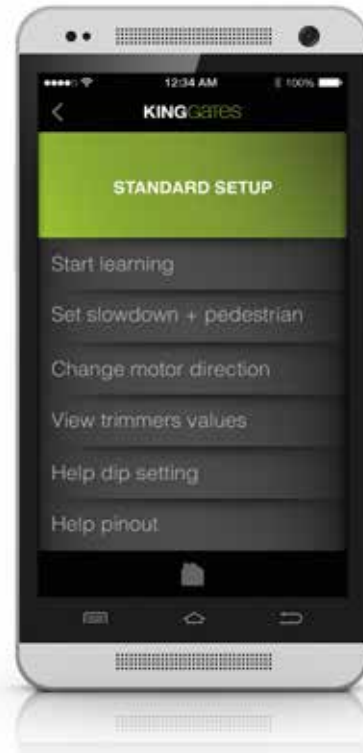 12:34 AM 100%
KINGGATES
STANDARD SETUP
Start learning
Set slowdown + pedestrian
Change motor direction
View trimmers values
Help dip setting
Help pinout